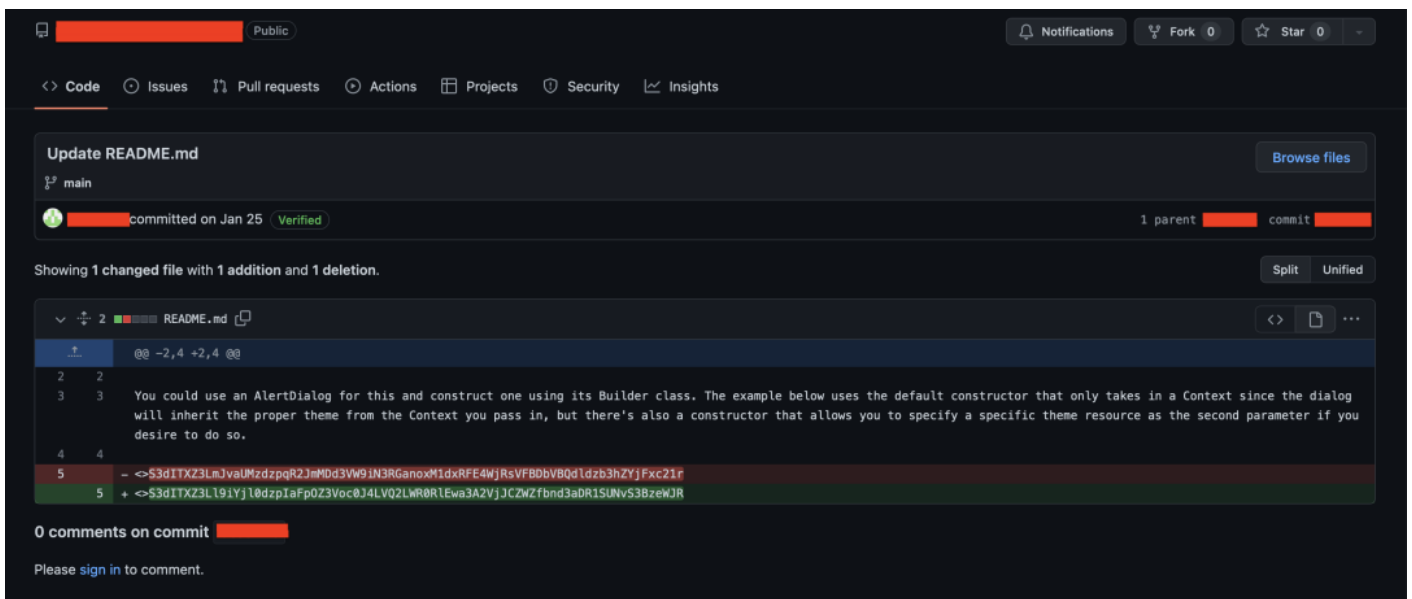 Public
Notifications
Fork 0
Star 0
<> Code
Issues
Pull requests
Actions
Projects
Security
Insights
Update README.md
Browse files
main
committed on Jan 25 Verified
1 parent
commit
Showing 1 changed file with 1 addition and 1 deletion.
Split Unified
2 README.md
<>
@@ -2,4 +2,4 @@
2 2
3 3 You could use an AlertDialog for this and construct one using its Builder class. The example below uses the default constructor that only takes in a Context since the dialog
will inherit the proper theme from the Context you pass in, but there's also a constructor that allows you to specify a specific theme resource as the second parameter if you
desire to do so.
4 4
5 -
5 +
0 comments on commit
Please sign in to comment.